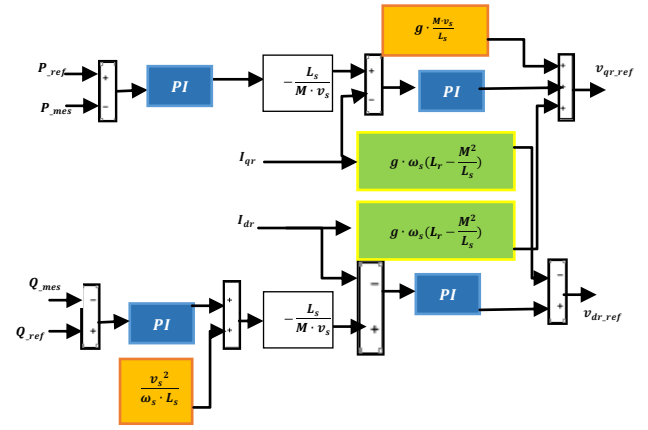 g · M·v_s / L_s
P_ref
+
+
PI
− L_s / M · v_s
+
+
v_qr_ref
P_mes
−
−
PI
+
I_qr
g · ω_s(L_r − M² / L_s)
I_dr
g · ω_s(L_r − M² / L_s)
Q_mes
−
−
−
PI
+
PI
+
− L_s / M · v_s
+
v_dr_ref
Q_ref
+
+
v_s² / ω_s · L_s